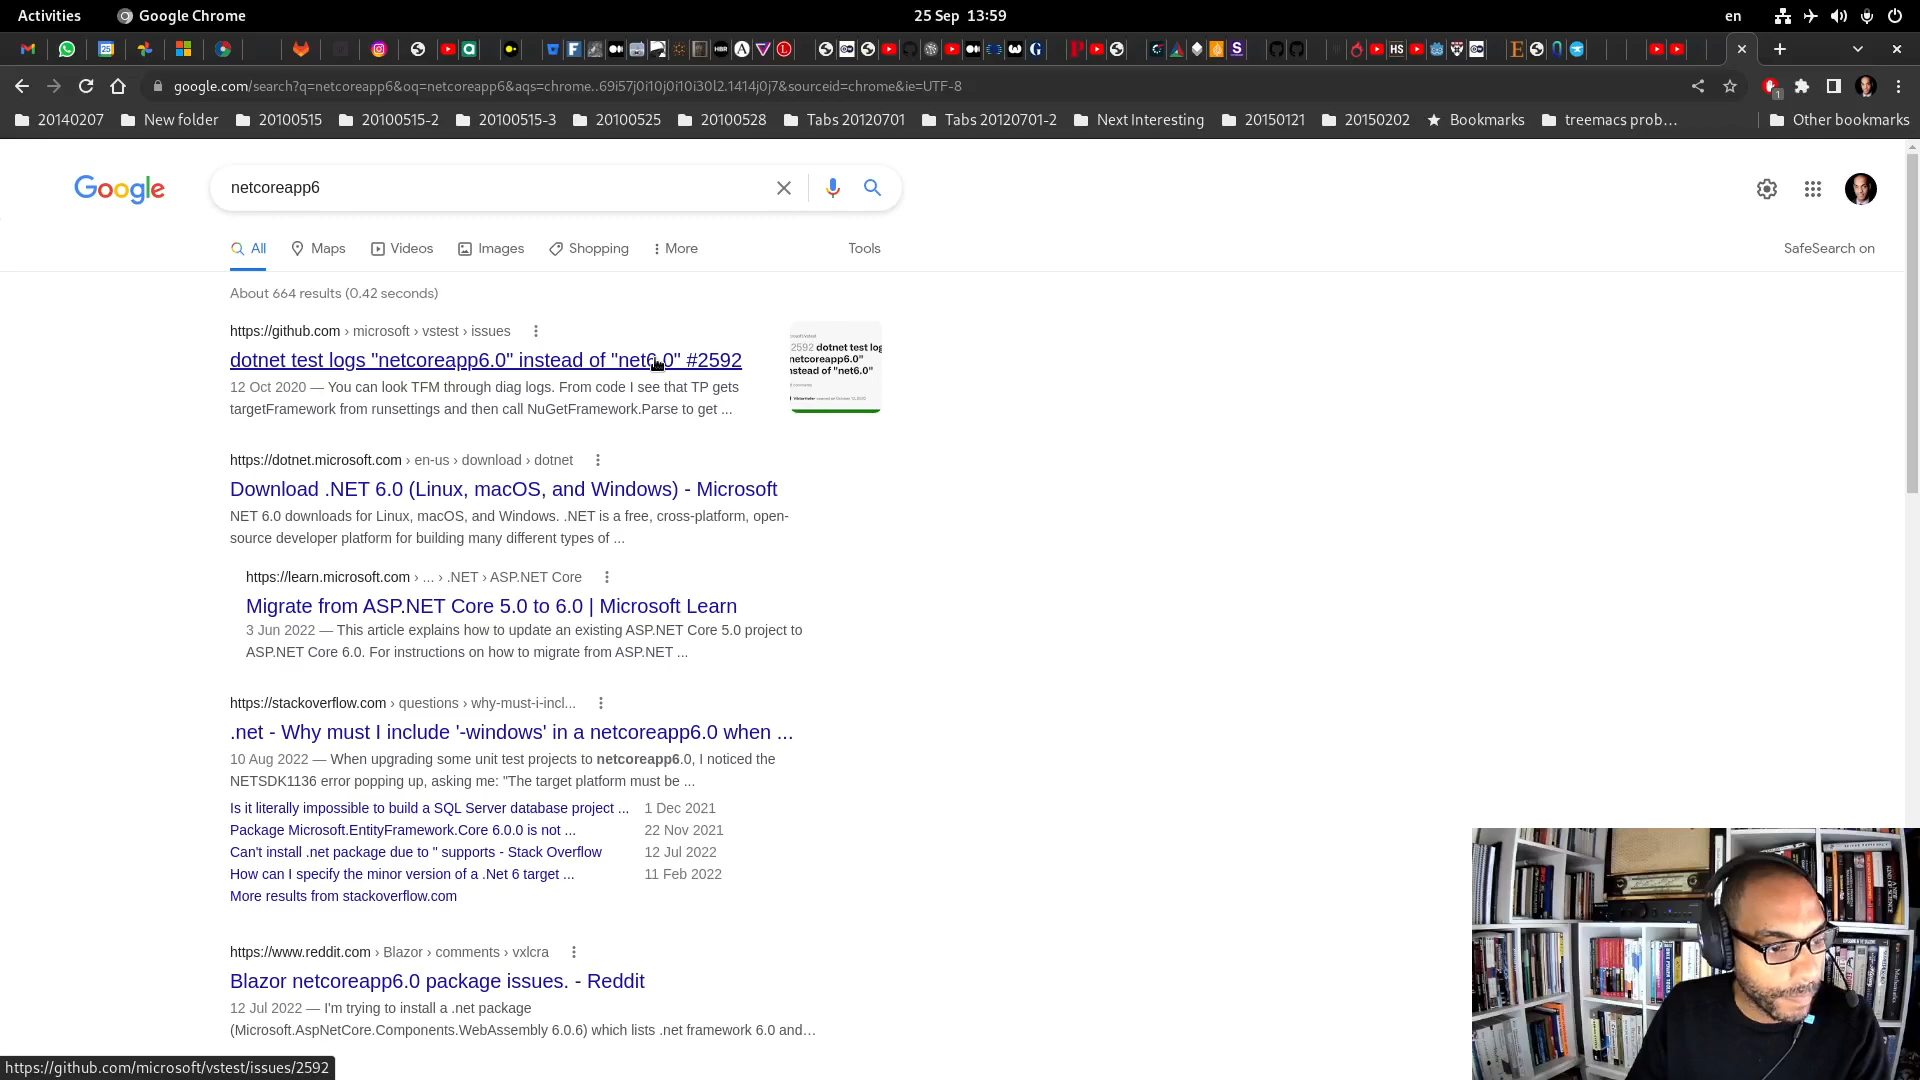 Activities
Google Chrome
25 Sep 13:59
en
google.com/search?q=netcoreapp6&oq=netcoreapp6&aqs=chrome..69i57j0i10j0i10i30l2.1414j0j7&sourceid=chrome&ie=UTF-8
20140207
New folder
20100515
20100515-2
20100515-3
20100525
20100528
Tabs 20120701
Tabs 20120701-2
Next Interesting
20150121
20150202
Bookmarks
treemacs prob…
Other bookmarks
Google
netcoreapp6
All
Maps
Videos
Images
Shopping
More
Tools
SafeSearch on
About 664 results (0.42 seconds)
https://github.com › microsoft › vstest › issues
dotnet test logs "netcoreapp6.0" instead of "net6.0" #2592
12 Oct 2020 — You can look TFM through diag logs. From code I see that TP gets
targetFramework from runsettings and then call NuGetFramework.Parse to get ...
2592 dotnet test log
netcoreapp6.0"
nstead of "net6.0"
https://dotnet.microsoft.com › en-us › download › dotnet
Download .NET 6.0 (Linux, macOS, and Windows) - Microsoft
NET 6.0 downloads for Linux, macOS, and Windows. .NET is a free, cross-platform, open-
source developer platform for building many different types of ...
https://learn.microsoft.com › ... › .NET › ASP.NET Core
Migrate from ASP.NET Core 5.0 to 6.0 | Microsoft Learn
3 Jun 2022 — This article explains how to update an existing ASP.NET Core 5.0 project to
ASP.NET Core 6.0. For instructions on how to migrate from ASP.NET ...
https://stackoverflow.com › questions › why-must-i-incl...
.net - Why must I include '-windows' in a netcoreapp6.0 when ...
10 Aug 2022 — When upgrading some unit test projects to netcoreapp6.0, I noticed the
NETSDK1136 error popping up, asking me: "The target platform must be ...
Is it literally impossible to build a SQL Server database project ... 1 Dec 2021
Package Microsoft.EntityFramework.Core 6.0.0 is not ... 22 Nov 2021
Can't install .net package due to " supports - Stack Overflow 12 Jul 2022
How can I specify the minor version of a .Net 6 target ... 11 Feb 2022
More results from stackoverflow.com
https://www.reddit.com › Blazor › comments › vxlcra
Blazor netcoreapp6.0 package issues. - Reddit
12 Jul 2022 — I'm trying to install a .net package
(Microsoft.AspNetCore.Components.WebAssembly 6.0.6) which lists .net framework 6.0 and…
https://github.com/microsoft/vstest/issues/2592